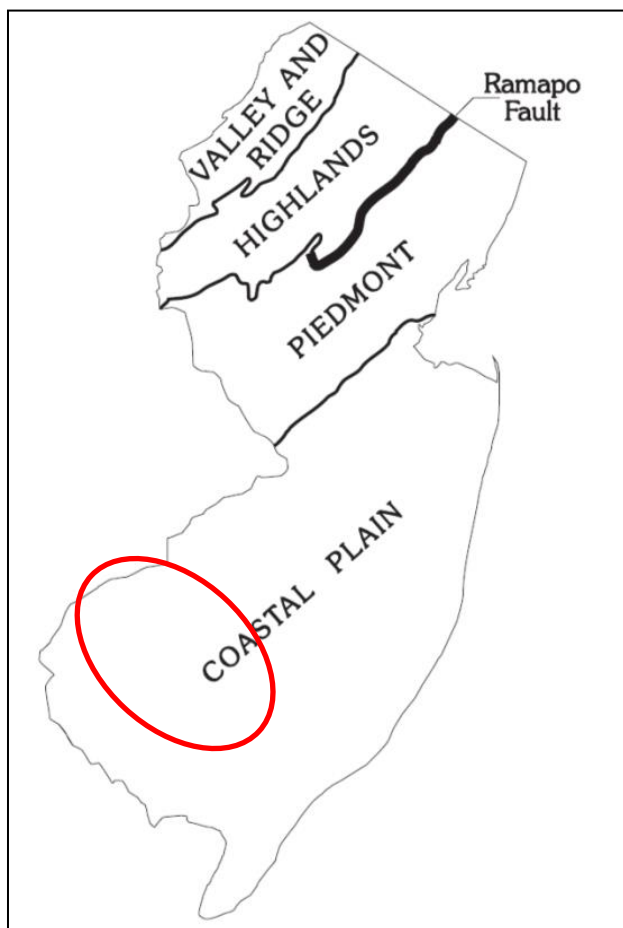 VALLEY AND
RIDGE
Ramapo
Fault
HIGHLANDS
PIEDMONT
COASTAL PLAIN